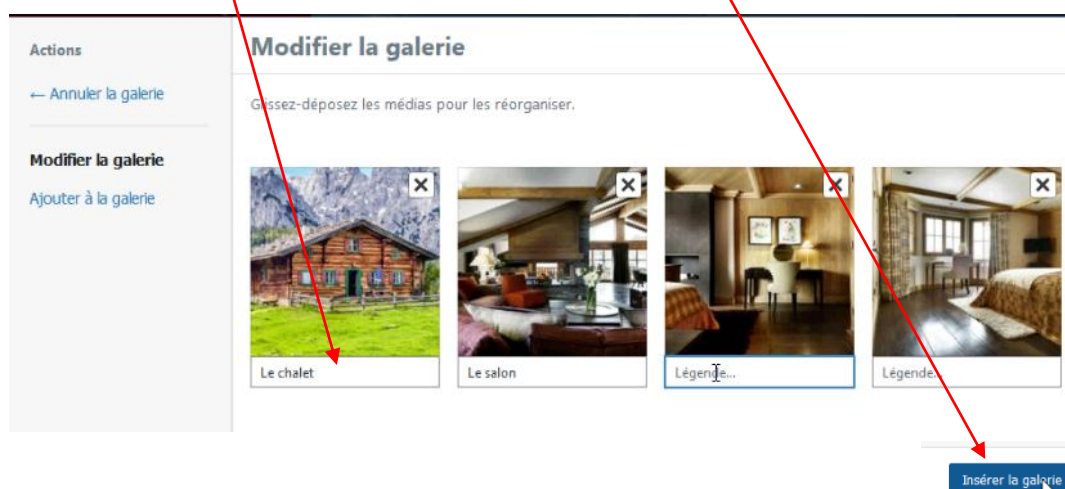 Actions
← Annuler la galerie
Modifier la galerie
Ajouter à la galerie
Modifier la galerie
Glissez-déposez les médias pour les réorganiser.
Le chalet
Le salon
Légende...
Légende...
Insérer la galerie